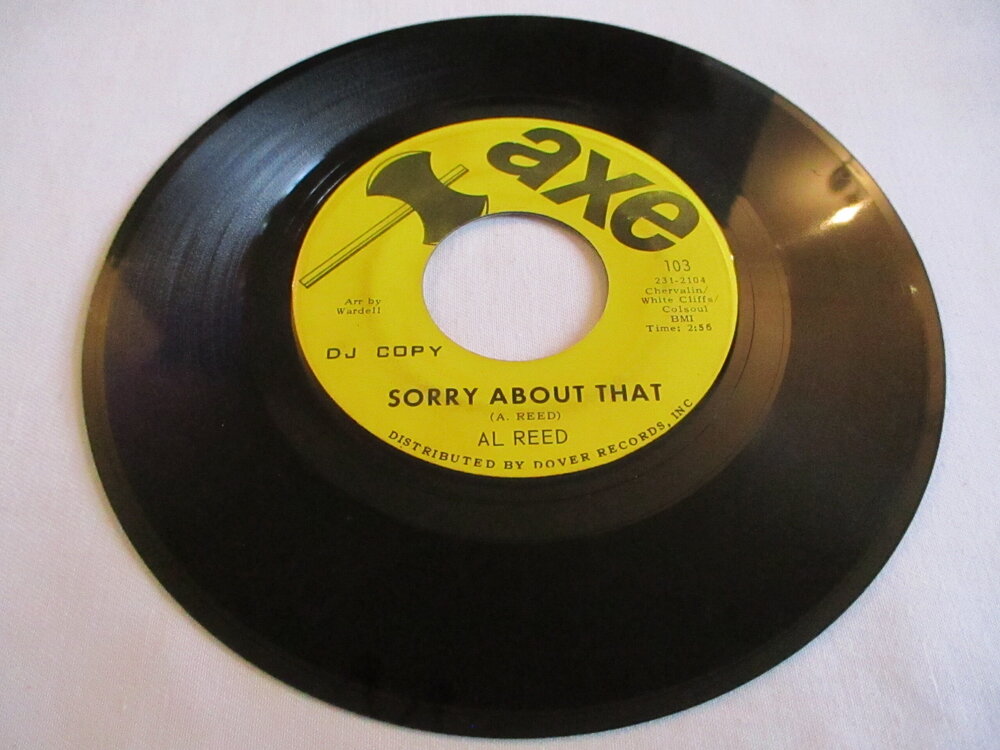 axe
103
231-2104
Chervalin/
White Cliffs/
Colsoul
BMI
Time: 2:56
Arr by
Wardell
DJ COPY
SORRY ABOUT THAT
(A. REED)
AL REED
DISTRIBUTED BY DOVER RECORDS, INC